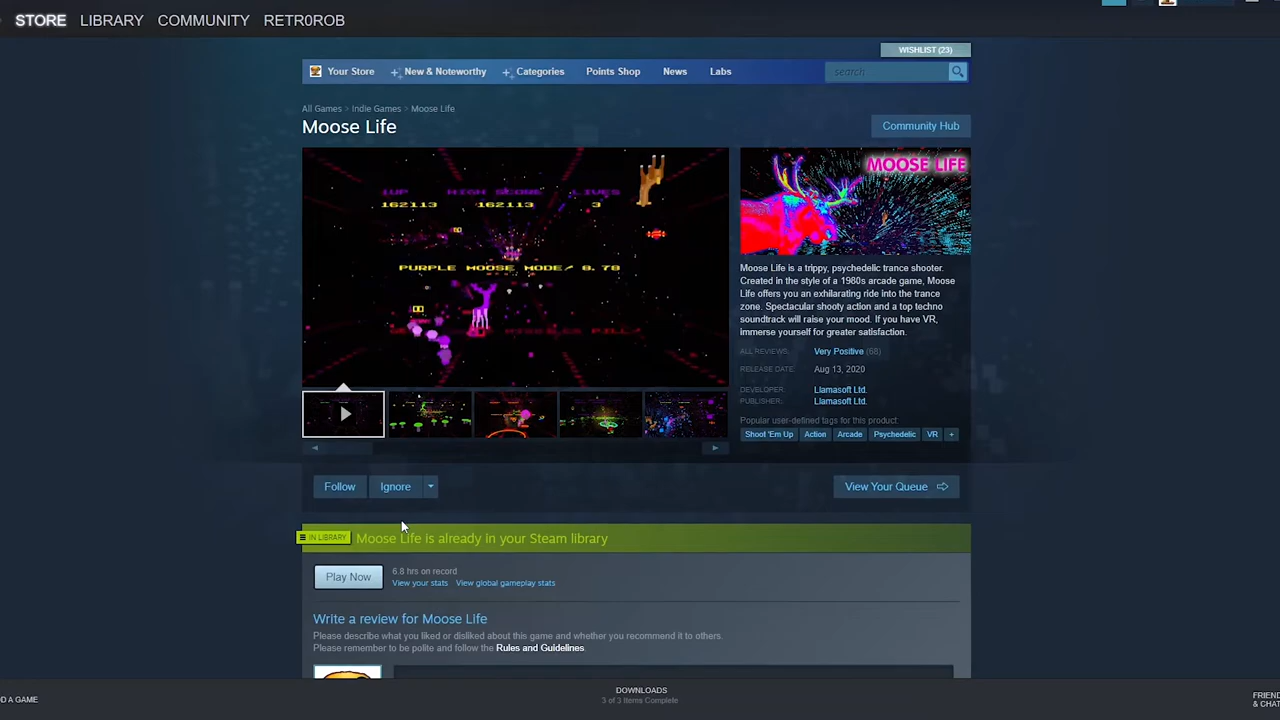 STORE LIBRARY COMMUNITY RETR0ROB
WISHLIST (23)
Your Store New & Noteworthy Categories Points Shop News Labs search
All Games > Indie Games > Moose Life
Moose Life
Community Hub
1UP HIGH SCORE LIVES
162113 162113 3
PURPLE MOOSE MODE/ 8.78
MOOSE LIFE
Moose Life is a trippy, psychedelic trance shooter.
Created in the style of a 1980s arcade game, Moose
Life offers you an exhilarating ride into the trance
zone. Spectacular shooty action and a top techno
soundtrack will raise your mood. If you have VR,
immerse yourself for greater satisfaction.
ALL REVIEWS: Very Positive (68)
RELEASE DATE: Aug 13, 2020
DEVELOPER: Llamasoft Ltd.
PUBLISHER: Llamasoft Ltd.
Popular user-defined tags for this product:
Shoot 'Em Up Action Arcade Psychedelic VR +
Follow Ignore View Your Queue
IN LIBRARY Moose Life is already in your Steam library
Play Now
6.8 hrs on record
View your stats View global gameplay stats
Write a review for Moose Life
Please describe what you liked or disliked about this game and whether you recommend it to others.
Please remember to be polite and follow the Rules and Guidelines.
DOWNLOADS
3 of 3 Items Complete
D A GAME
FRIEND
& CHAT